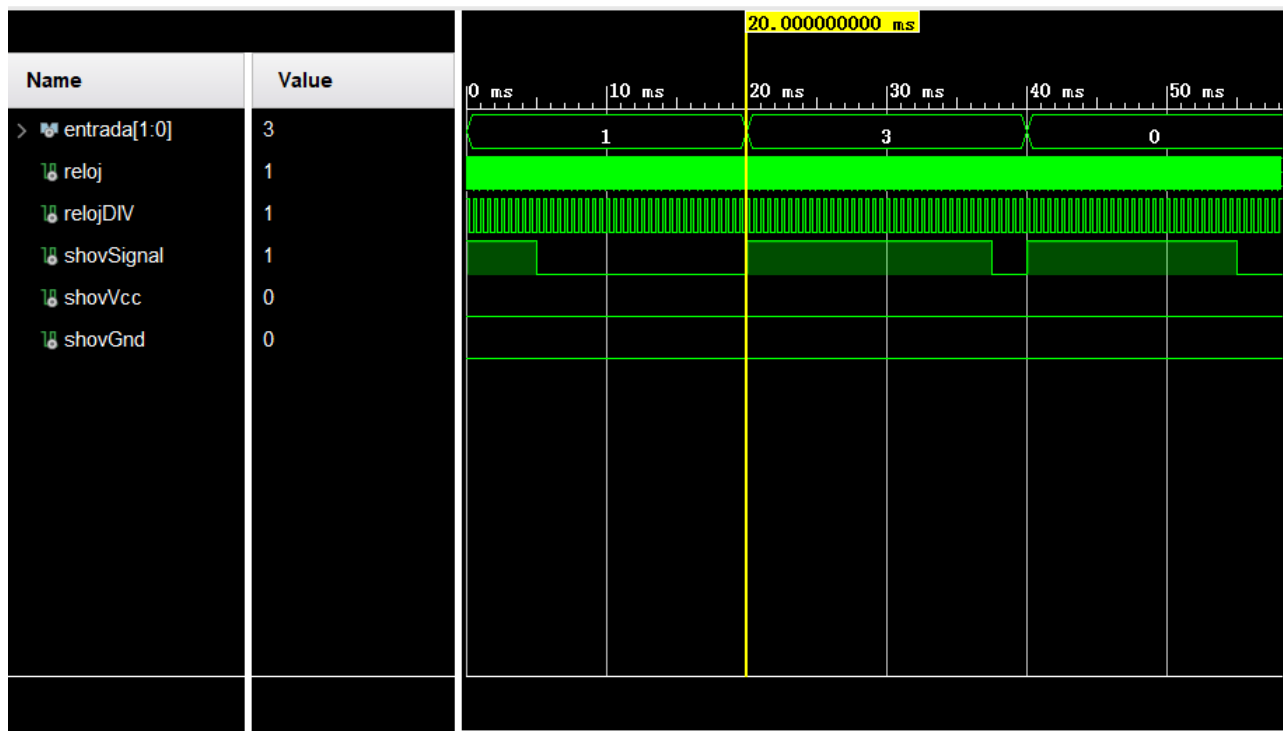 20.000000000 ms
Name Value
0 ms 10 ms 20 ms 30 ms 40 ms 50 ms
entrada[1:0] 3 1 3 0
reloj 1
relojDIV 1
shovSignal 1
shovVcc 0
shovGnd 0